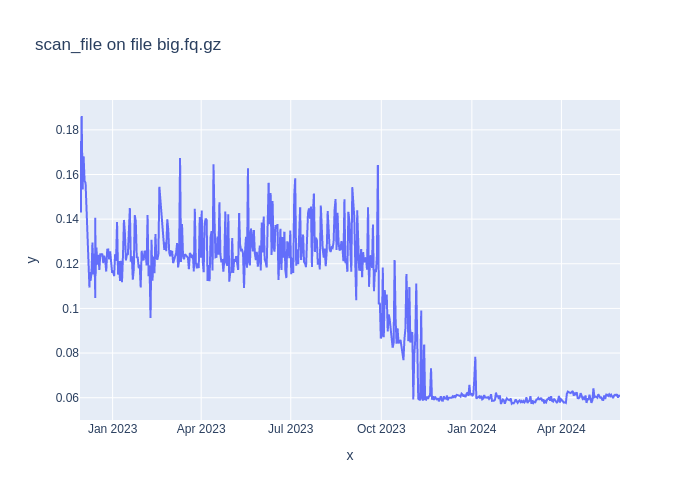 scan_file on file big.fq.gz
0.18
0.16
0.14
0.12
0.1
0.08
0.06
y
Jan 2023
Apr 2023
Jul 2023
Oct 2023
Jan 2024
Apr 2024
x